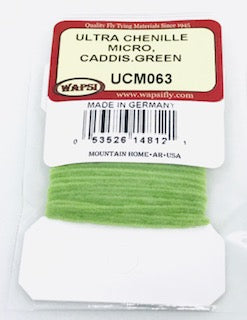 Quality Fly Tying Materials Since 1945
ULTRA CHENILLE
MICRO,
CADDIS.GREEN
UCM063
WAPSI
www.wapsifly.com
MADE IN GERMANY
0 53526 14812 1
MOUNTAIN HOME·AR·USA